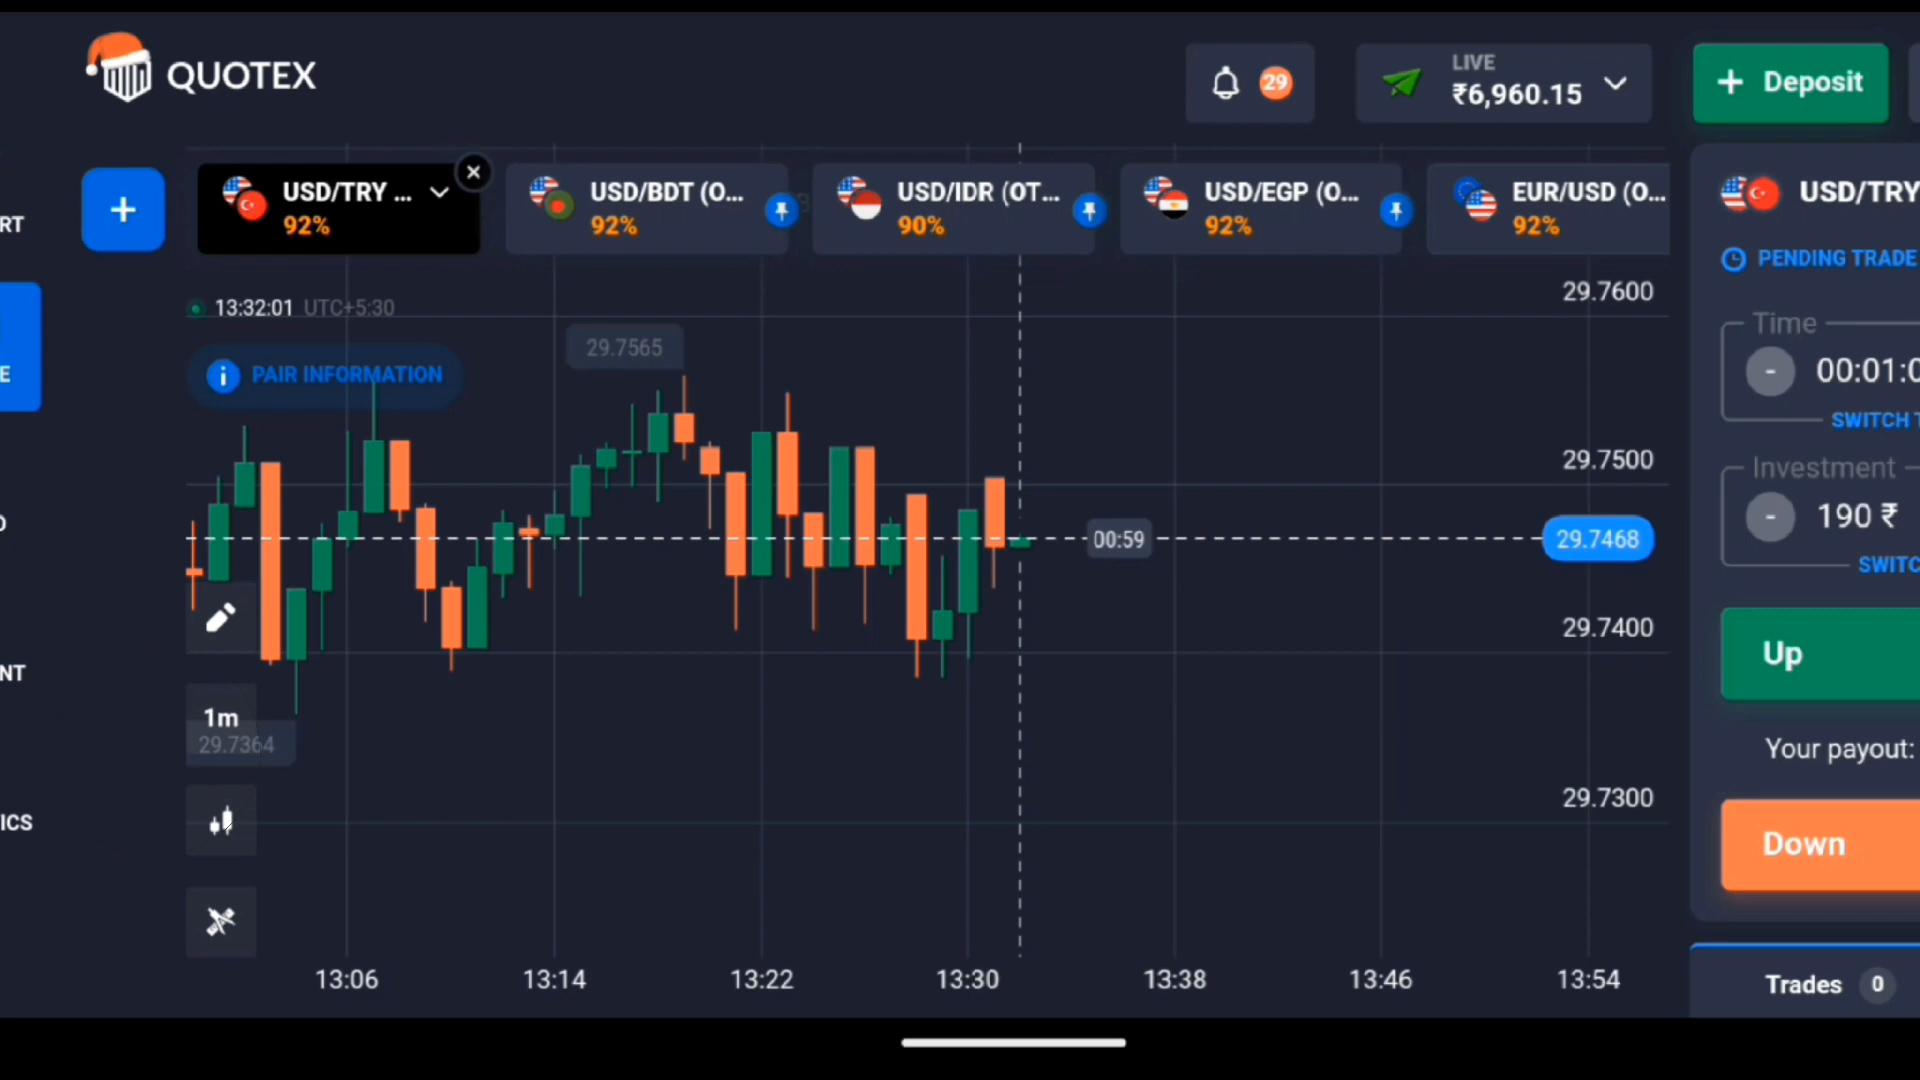 QUOTEX
29
LIVE
₹6,960.15
+ Deposit
RT
+
USD/TRY ...
92%
USD/BDT (O...
92%
USD/IDR (OT...
90%
USD/EGP (O...
92%
EUR/USD (O...
92%
USD/TRY
PENDING TRADE
13:32:01 UTC+5:30
29.7600
29.7565
PAIR INFORMATION
E
Time
- 00:01:0
SWITCH T
29.7500
Investment
- 190 ₹
SWITC
00:59
29.7468
29.7400
Up
NT
1m
29.7364
Your payout:
29.7300
ICS
Down
13:06
13:14
13:22
13:30
13:38
13:46
13:54
Trades 0